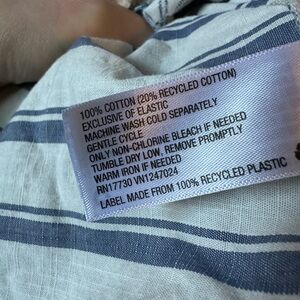 100% COTTON (20% RECYCLED COTTON)
EXCLUSIVE OF ELASTIC
MACHINE WASH COLD SEPARATELY
GENTLE CYCLE
ONLY NON-CHLORINE BLEACH IF NEEDED
TUMBLE DRY LOW, REMOVE PROMPTLY
WARM IRON IF NEEDED
RN17730 VN1247024
LABEL MADE FROM 100% RECYCLED PLASTIC